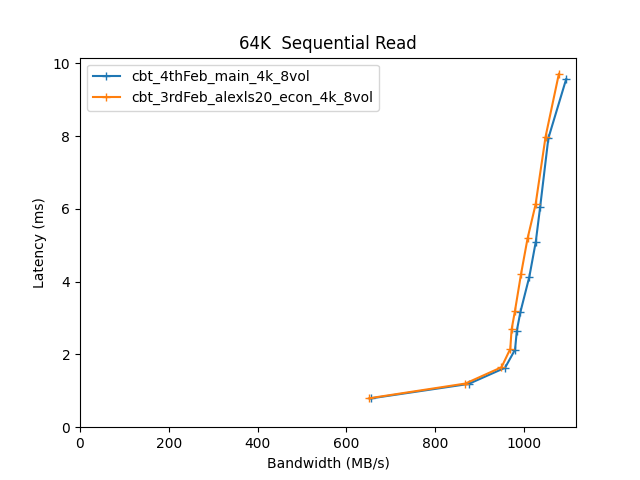 64K  Sequential Read
cbt_4thFeb_main_4k_8vol
cbt_3rdFeb_alexls20_econ_4k_8vol
Latency (ms)
10
8
6
4
2
0
0 200 400 600 800 1000
Bandwidth (MB/s)